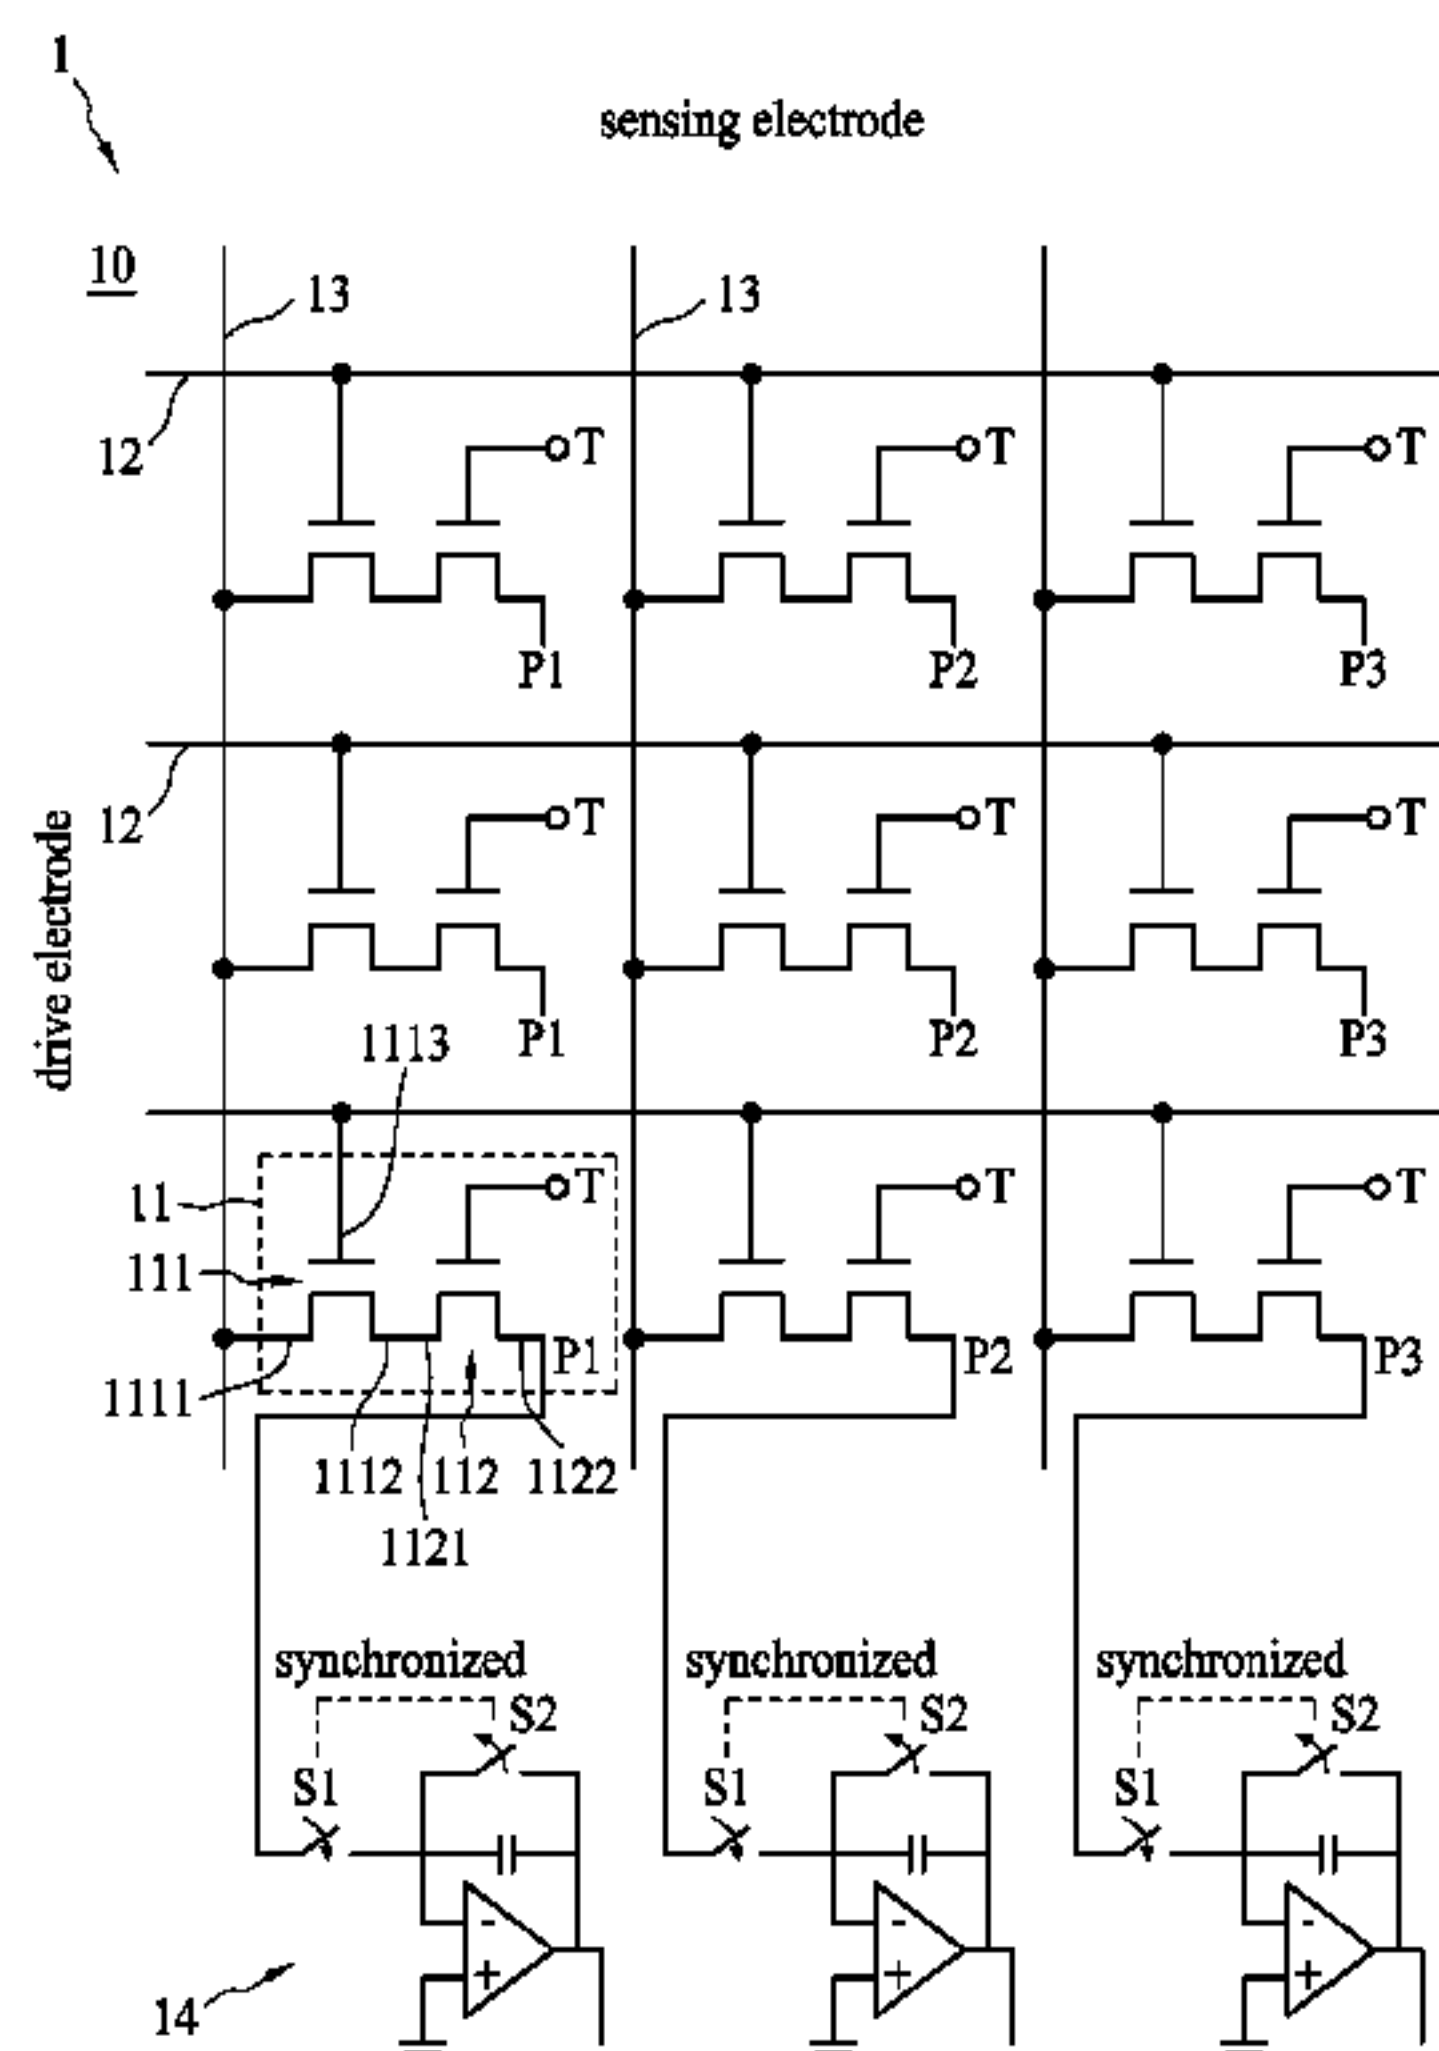 1
sensing electrode
10
13
13
12
T
T
T
P1
P2
P3
12
T
T
T
drive electrode
P1
P2
P3
1113
11
T
T
T
111
P1
P2
P3
1111
1112
112
1122
1121
synchronized
synchronized
synchronized
S2
S2
S2
S1
S1
S1
-
-
-
+
+
+
14